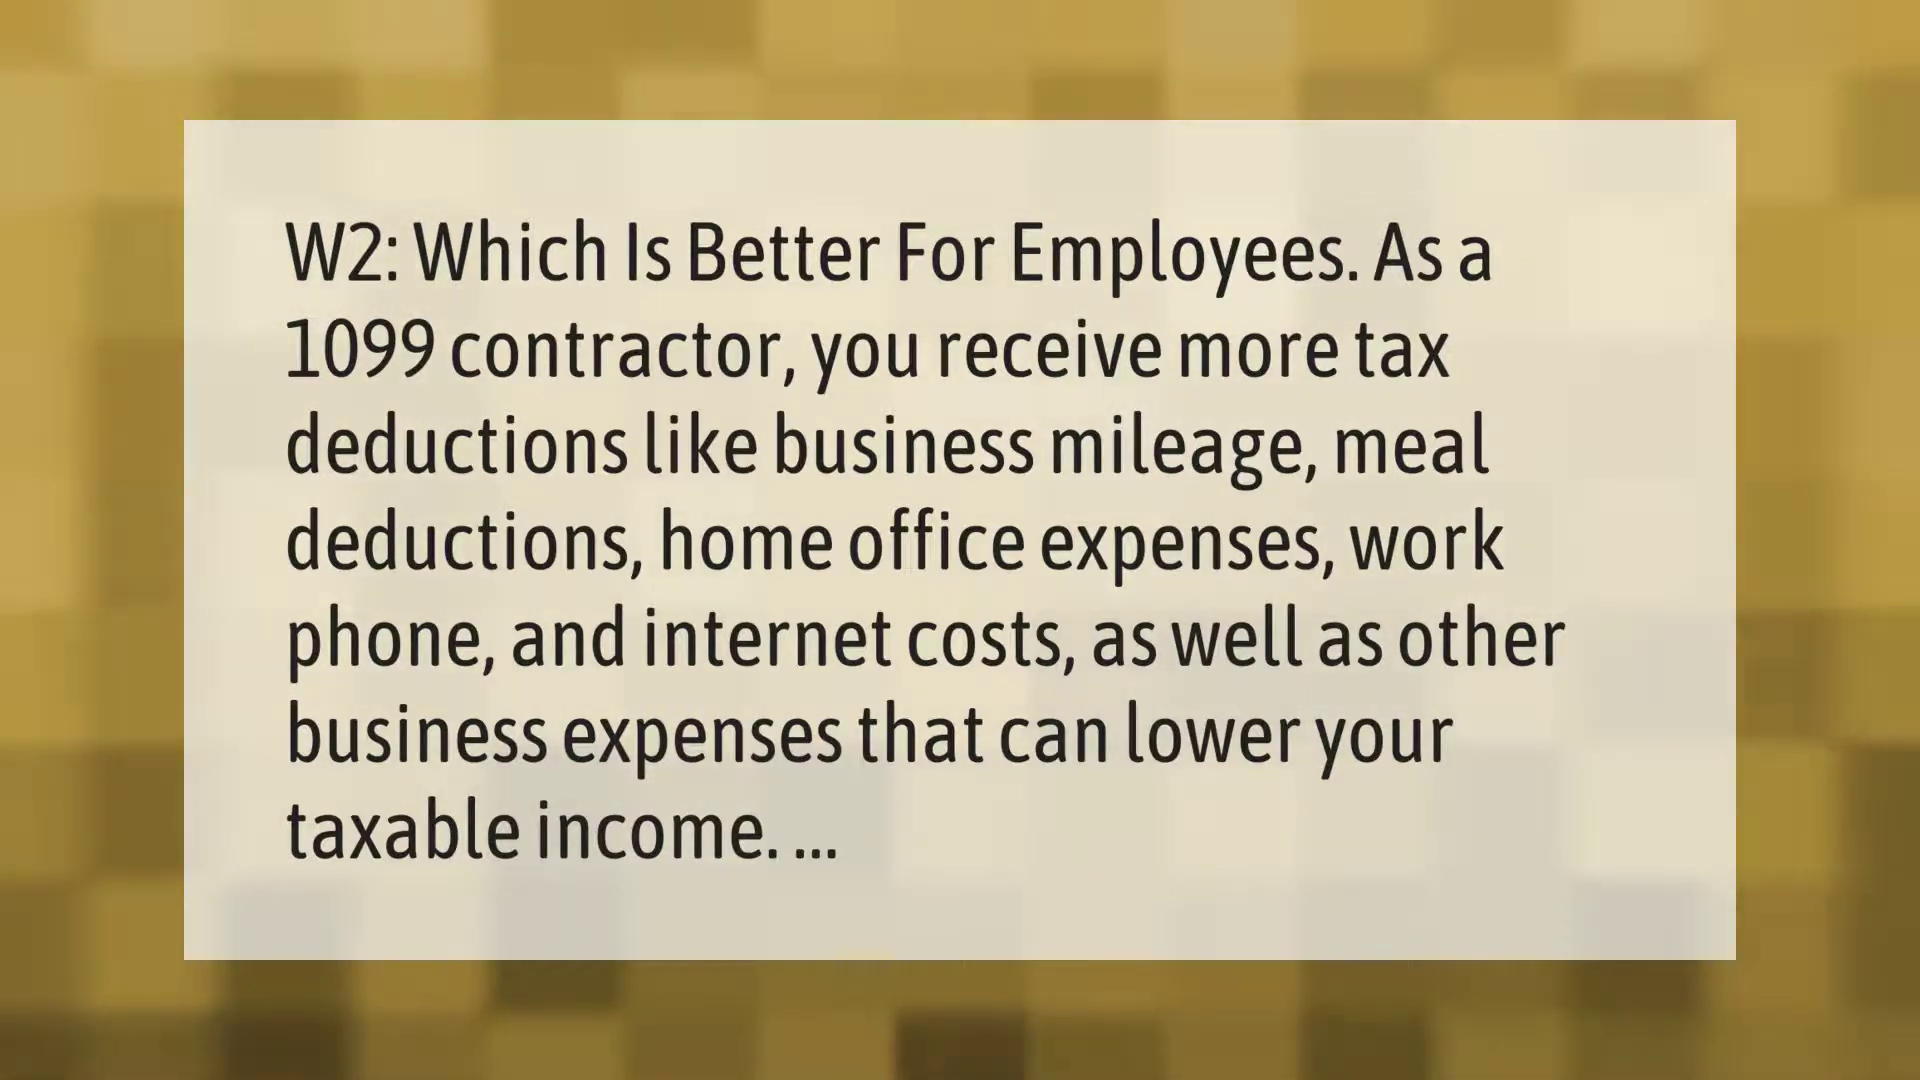 W2: Which Is Better For Employees. As a
1099 contractor, you receive more tax
deductions like business mileage, meal
deductions, home office expenses, work
phone, and internet costs, as well as other
business expenses that can lower your
taxable income. ...